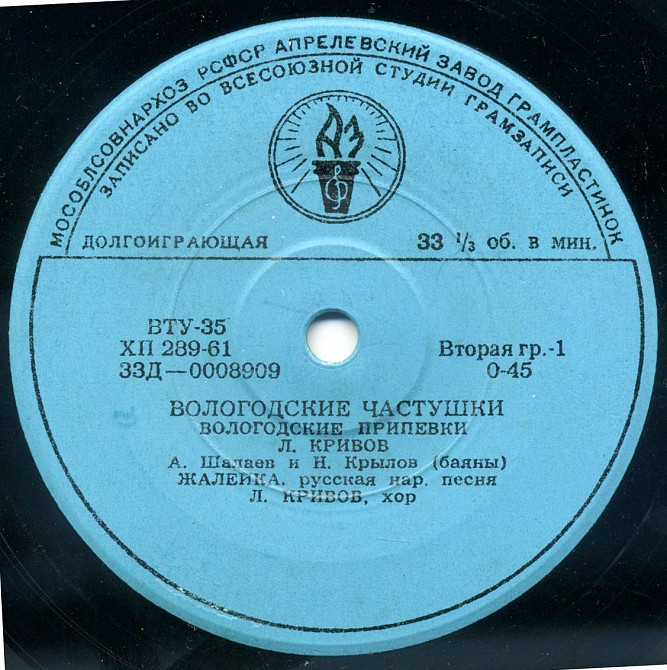 МОСОБЛСОВНАРХОЗ РСФСР АПРЕЛЕВСКИЙ ЗАВОД ГРАМПЛАСТИНОК
ЗАПИСАНО ВО ВСЕСОЮЗНОЙ СТУДИИ ГРАМЗАПИСИ
АЗ
ДОЛГОИГРАЮЩАЯ 33 1/3 об. в мин.
ВТУ-35
ХП 289-61 Вторая гр.-1
33Д—0008909 0-45
ВОЛОГОДСКИЕ ЧАСТУШКИ
ВОЛОГОДСКИЕ ПРИПЕВКИ
Л. КРИВОВ
А. Шалаев и Н. Крылов (баяны)
ЖАЛЕЙКА, русская нар. песня
Л. КРИВОВ, хор